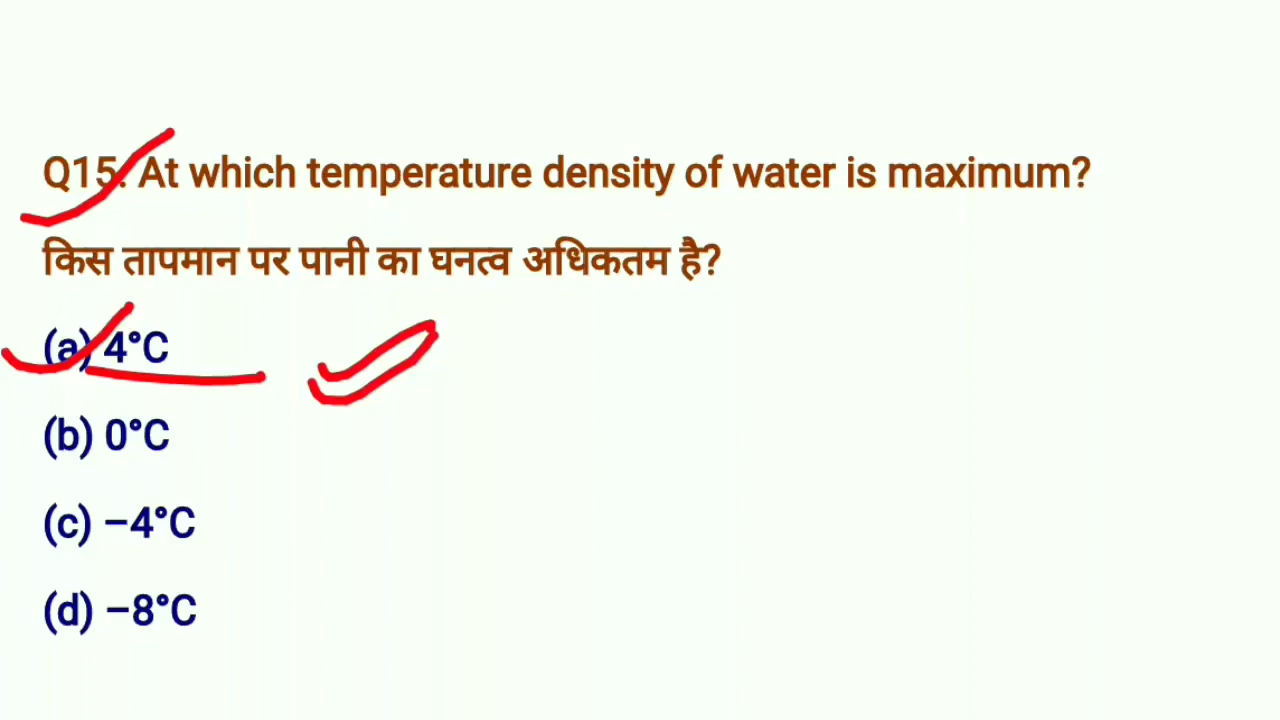 Q15. At which temperature density of water is maximum?
किस तापमान पर पानी का घनत्व अधिकतम है?
(a) 4°C
(b) 0°C
(c) –4°C
(d) –8°C